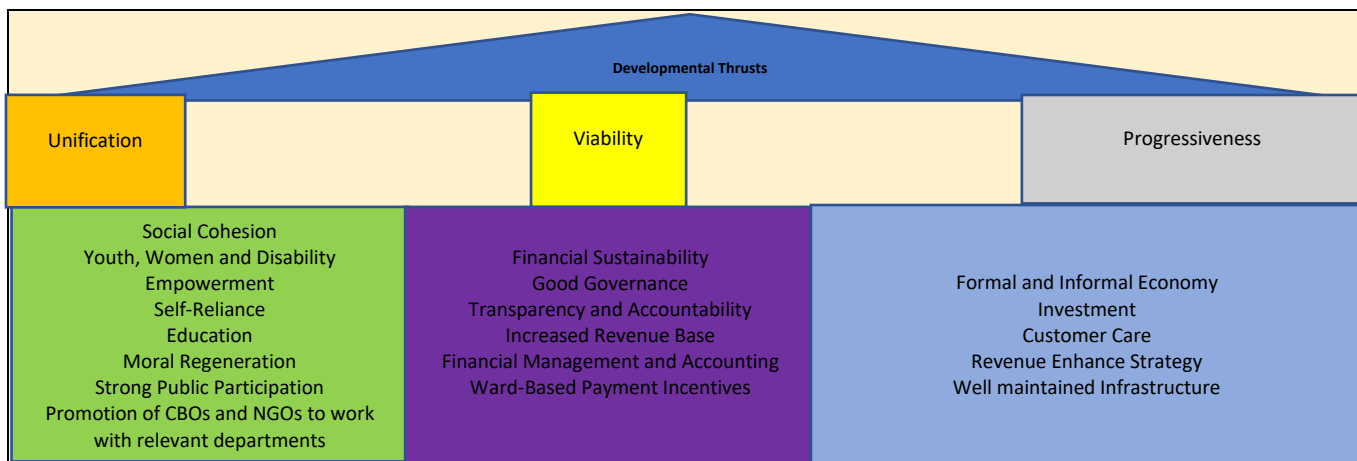 Developmental Thrusts
Unification
Viability
Progressiveness
Social Cohesion
Youth, Women and Disability
Empowerment
Self-Reliance
Education
Moral Regeneration
Strong Public Participation
Promotion of CBOs and NGOs to work
with relevant departments
Financial Sustainability
Good Governance
Transparency and Accountability
Increased Revenue Base
Financial Management and Accounting
Ward-Based Payment Incentives
Formal and Informal Economy
Investment
Customer Care
Revenue Enhance Strategy
Well maintained Infrastructure